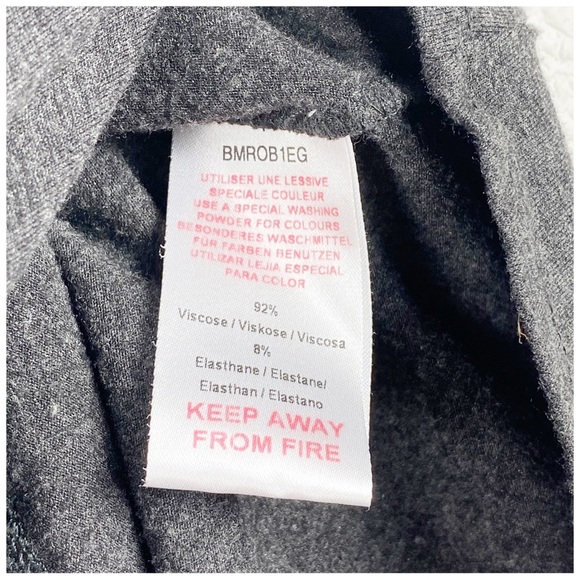 BMROB1EG
UTILISER UNE LESSIVE
SPECIALE COULEUR
USE A SPECIAL WASHING
POWDER FOR COLOURS
BESONDERES WASCHMITTEL
FÜR FARBEN BENUTZEN
UTILIZAR LEJIA ESPECIAL
PARA COLOR
92%
Viscose / Viskose / Viscosa
8%
Elasthane / Elastane/
Elasthan / Elastano
KEEP AWAY
FROM FIRE